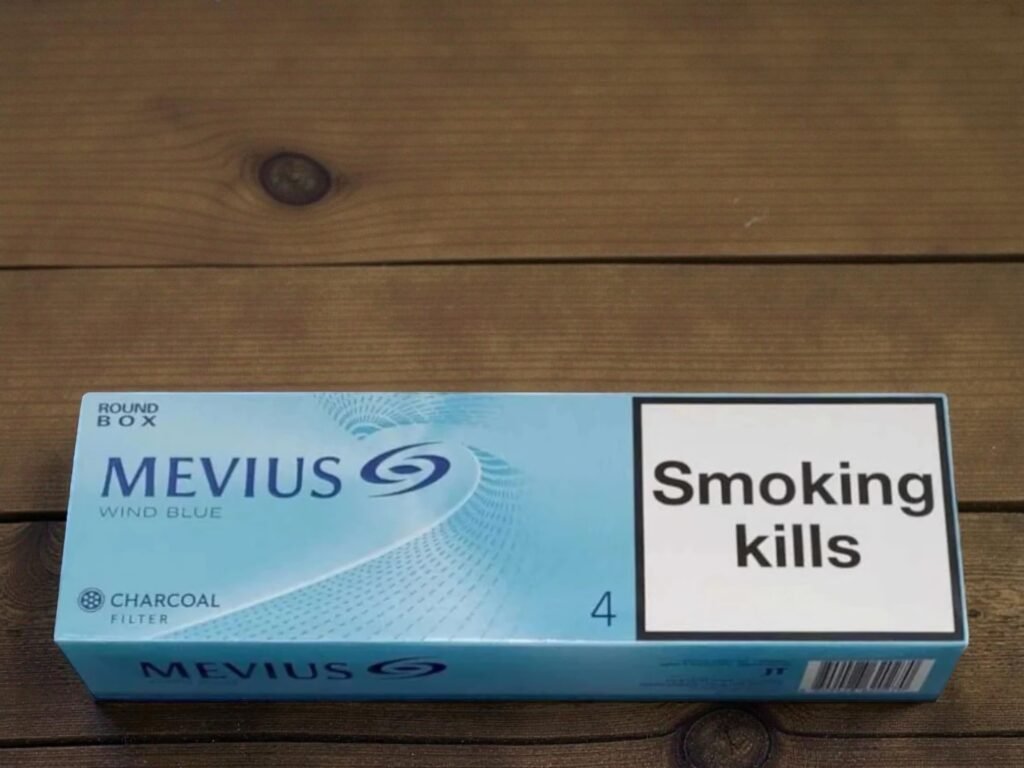 ROUND
BOX
MEVIUS
WIND BLUE
CHARCOAL
FILTER
4
Smoking
kills
MEVIUS